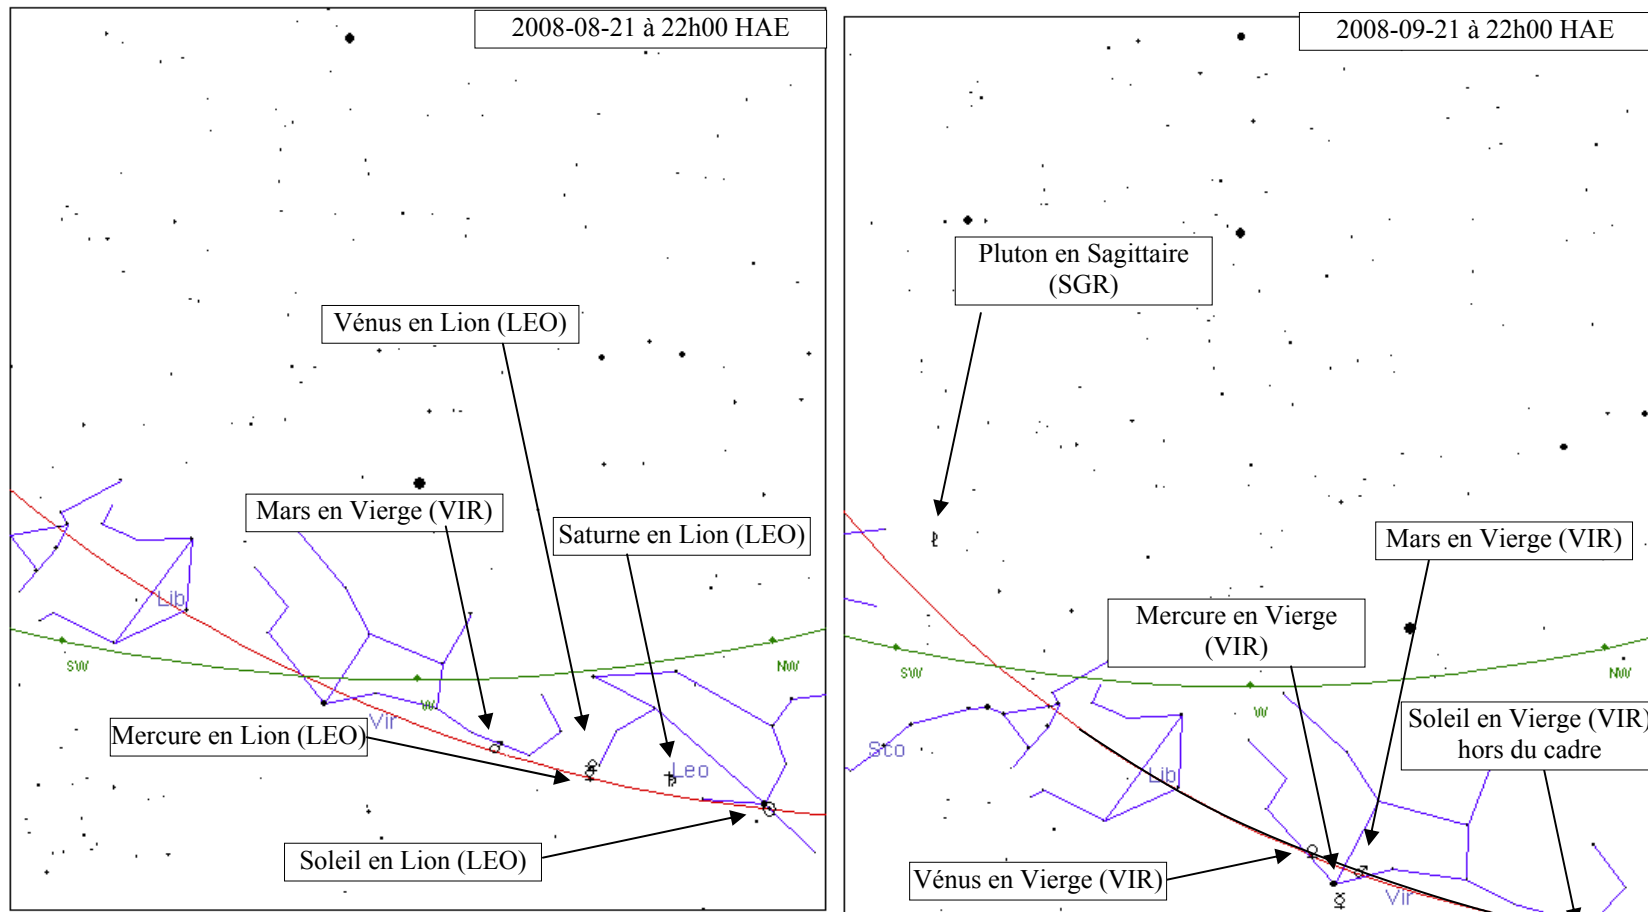 2008-08-21 à 22h00 HAE
Vénus en Lion (LEO)
Mars en Vierge (VIR)
Saturne en Lion (LEO)
Lib
SW
NW
W
Vir
Mercure en Lion (LEO)
Leo
Soleil en Lion (LEO)
2008-09-21 à 22h00 HAE
Pluton en Sagittaire
(SGR)
Mars en Vierge (VIR)
Mercure en Vierge
(VIR)
SW
NW
W
Soleil en Vierge (VIR)
hors du cadre
Sco
Lib
Vénus en Vierge (VIR)
Vir